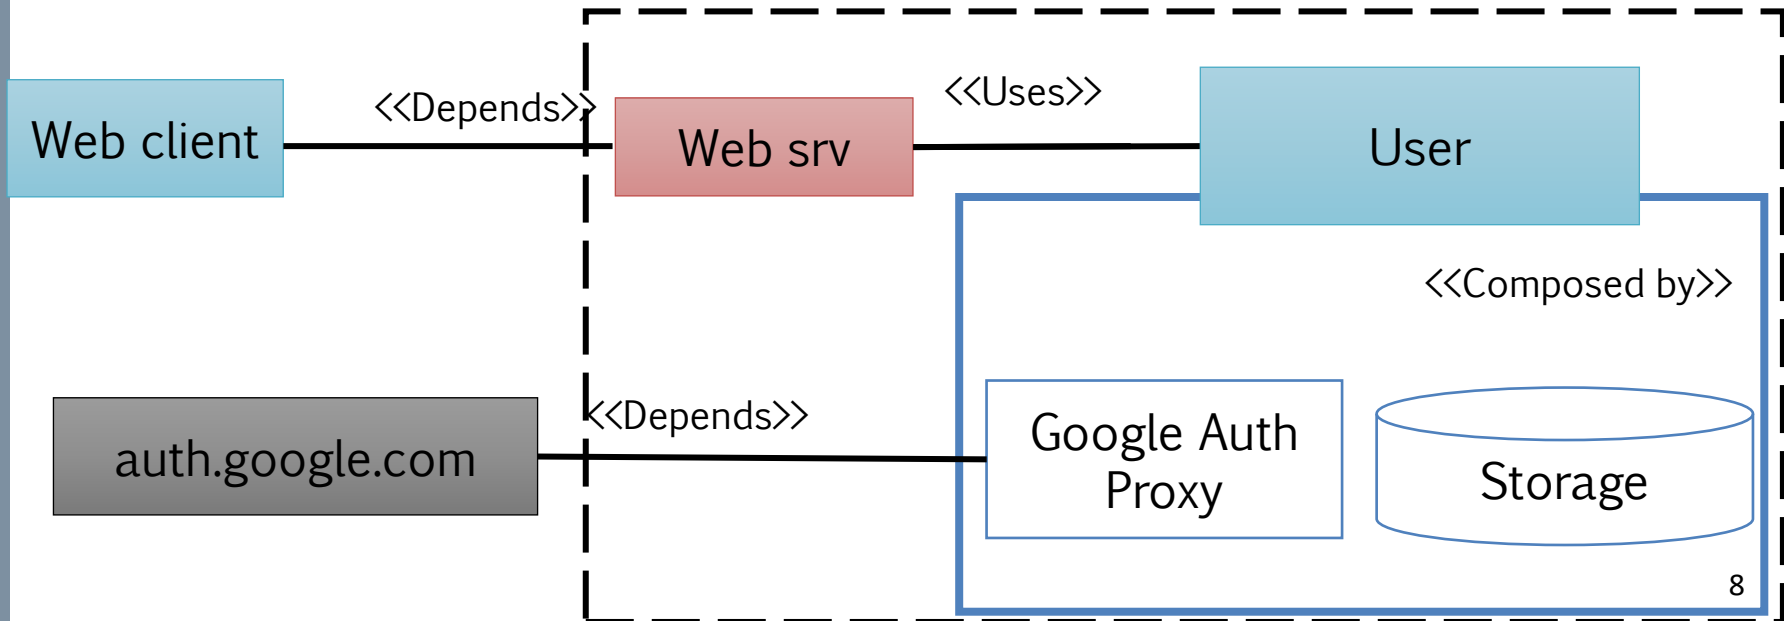 <<Depends>>
<<Uses>>
Web client
Web srv
User
<<Composed by>>
<<Depends>>
auth.google.com
Google Auth
Proxy
Storage
8